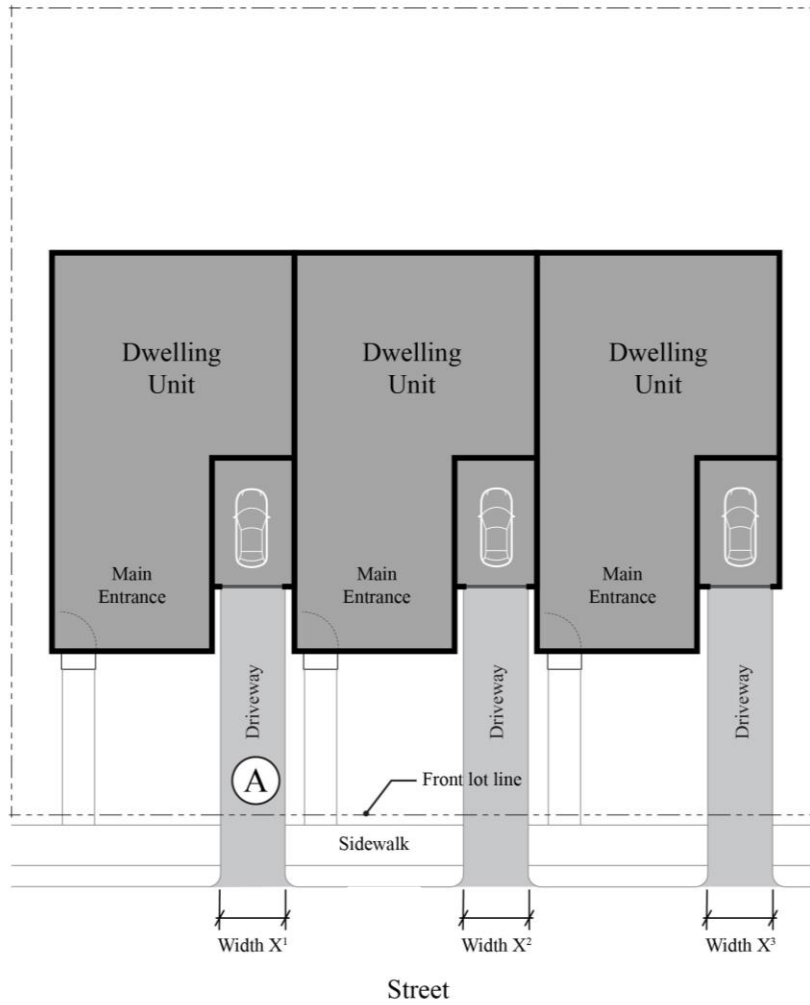 Dwelling
Unit
Dwelling
Unit
Dwelling
Unit
Main
Entrance
Main
Entrance
Main
Entrance
Driveway
Driveway
Driveway
A
Front lot line
Sidewalk
Width X¹
Width X²
Width X³
Street